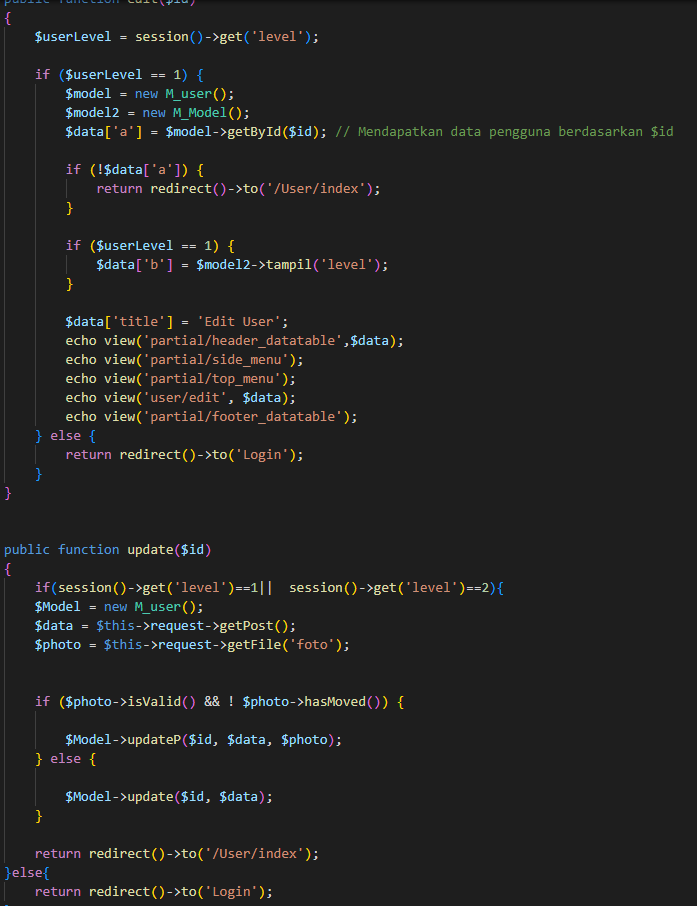 public function edit($id)
{
    $userLevel = session()->get('level');
    if ($userLevel == 1) {
        $model = new M_user();
        $model2 = new M_Model();
        $data['a'] = $model->getById($id); // Mendapatkan data pengguna berdasarkan $id
        if (!$data['a']) {
            return redirect()->to('/User/index');
        }
        if ($userLevel == 1) {
            $data['b'] = $model2->tampil('level');
        }
        $data['title'] = 'Edit User';
        echo view('partial/header_datatable',$data);
        echo view('partial/side_menu');
        echo view('partial/top_menu');
        echo view('user/edit', $data);
        echo view('partial/footer_datatable');
    } else {
        return redirect()->to('Login');
    }
}
public function update($id)
{
    if(session()->get('level')==1||  session()->get('level')==2){
    $Model = new M_user();
    $data = $this->request->getPost();
    $photo = $this->request->getFile('foto');
    if ($photo->isValid() && ! $photo->hasMoved()) {
        $Model->updateP($id, $data, $photo);
    } else {
        $Model->update($id, $data);
    }
    return redirect()->to('/User/index');
}else{
    return redirect()->to('Login');